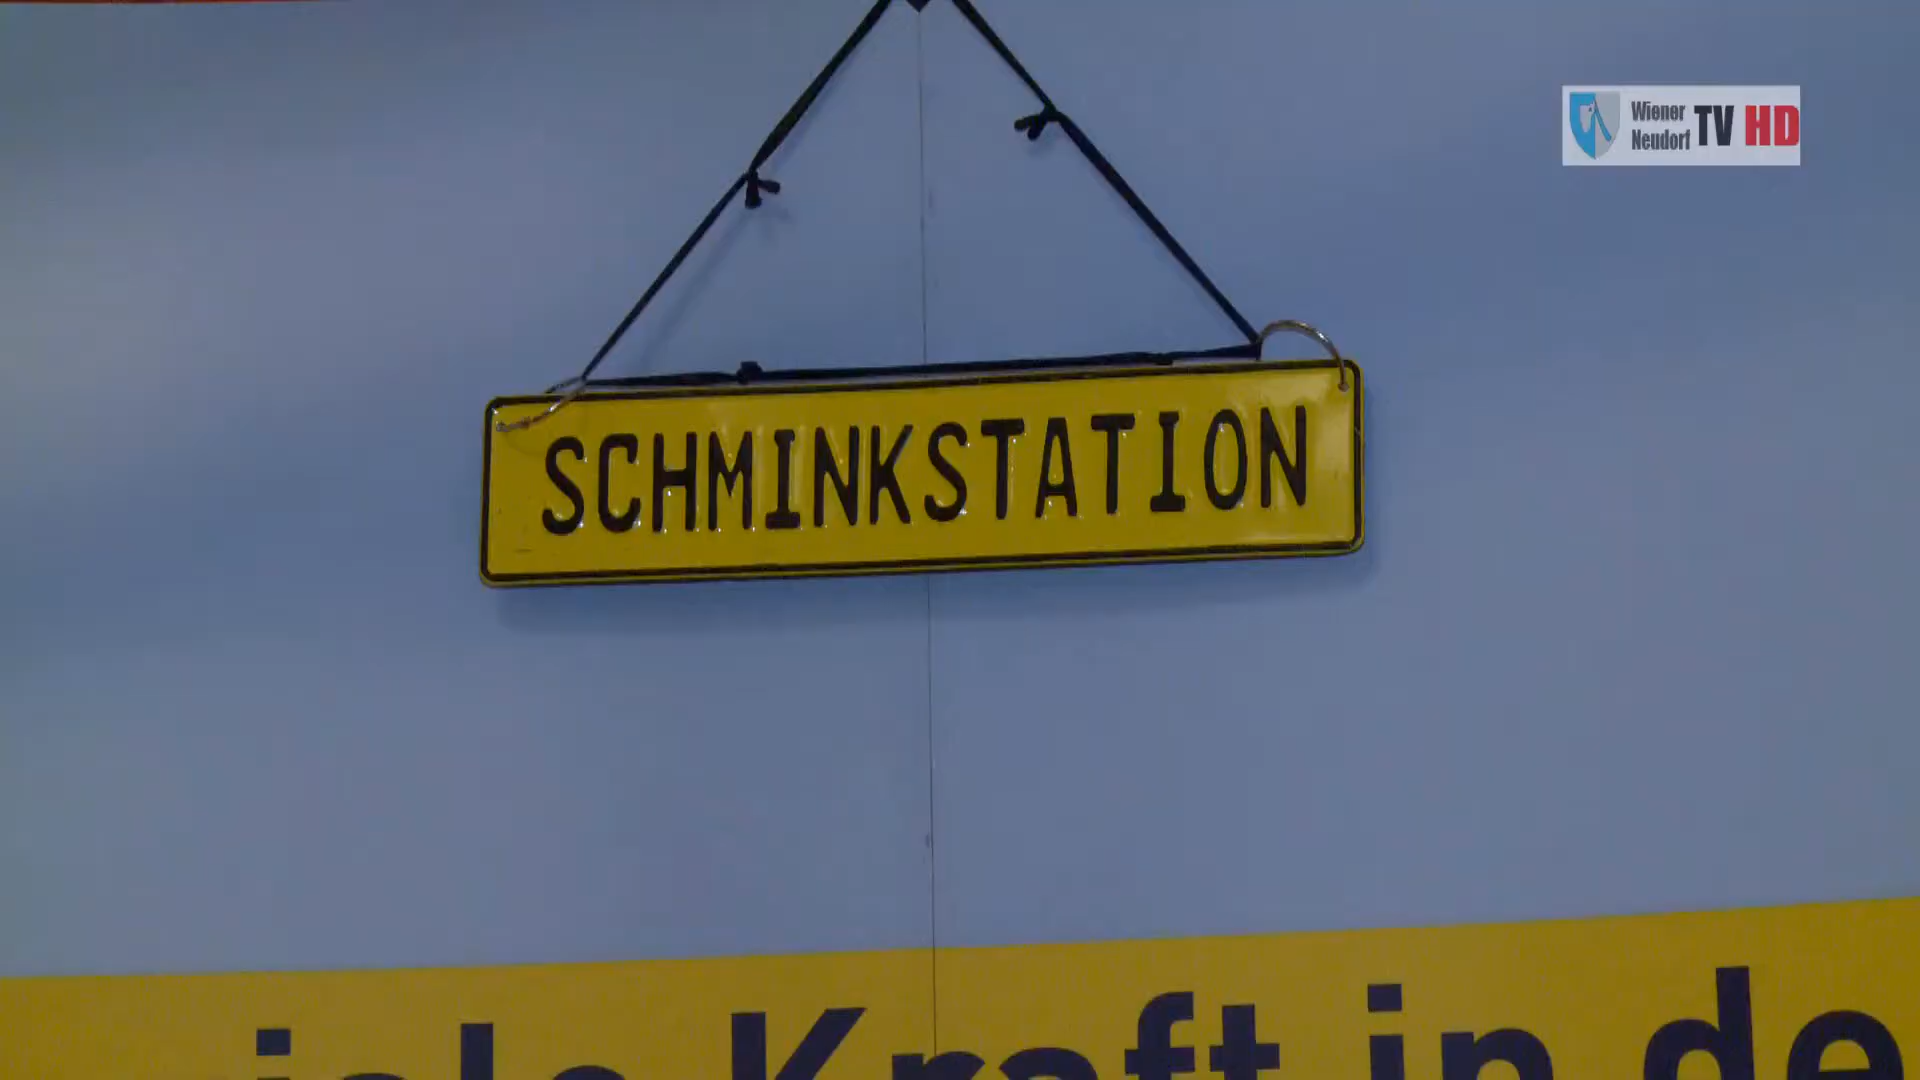 Wiener
Neudorf TV HD
SCHMINKSTATION
Kraft in